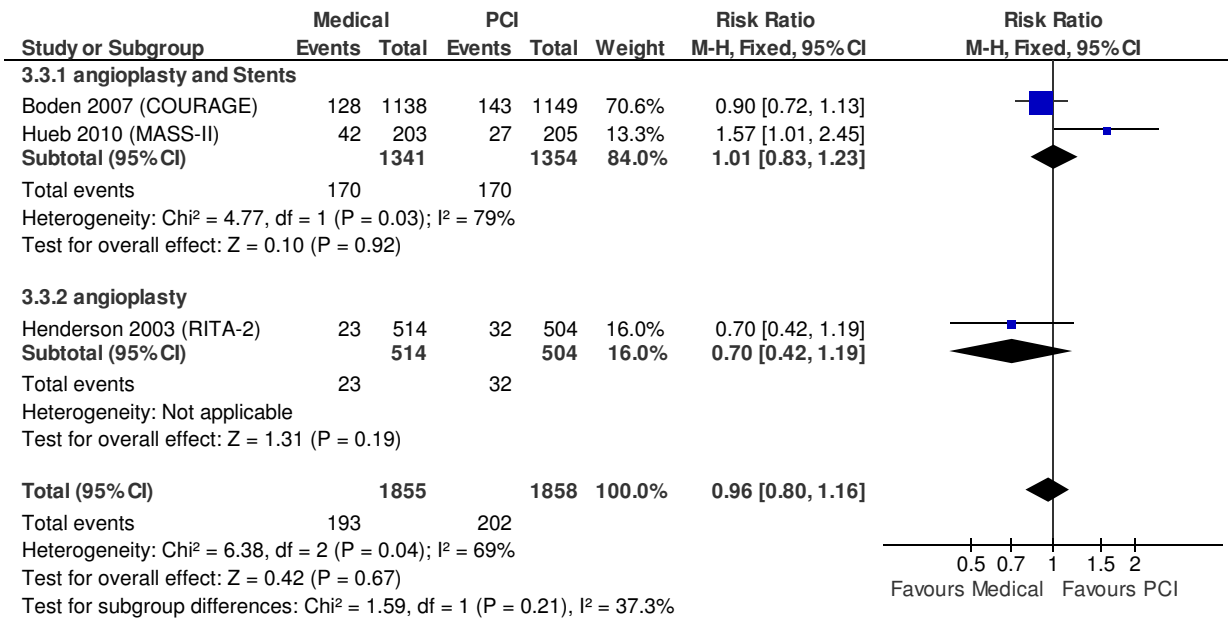 Medical PCI Risk Ratio Risk Ratio
Study or Subgroup Events Total Events Total Weight M-H, Fixed, 95% CI M-H, Fixed, 95% CI
3.3.1 angioplasty and Stents
Boden 2007 (COURAGE) 128 1138 143 1149 70.6% 0.90 [0.72, 1.13]
Hueb 2010 (MASS-II) 42 203 27 205 13.3% 1.57 [1.01, 2.45]
Subtotal (95% CI) 1341 1354 84.0% 1.01 [0.83, 1.23]
Total events 170 170
Heterogeneity: Chi² = 4.77, df = 1 (P = 0.03); I² = 79%
Test for overall effect: Z = 0.10 (P = 0.92)
3.3.2 angioplasty
Henderson 2003 (RITA-2) 23 514 32 504 16.0% 0.70 [0.42, 1.19]
Subtotal (95% CI) 514 504 16.0% 0.70 [0.42, 1.19]
Total events 23 32
Heterogeneity: Not applicable
Test for overall effect: Z = 1.31 (P = 0.19)
Total (95% CI) 1855 1858 100.0% 0.96 [0.80, 1.16]
Total events 193 202
Heterogeneity: Chi² = 6.38, df = 2 (P = 0.04); I² = 69%
Test for overall effect: Z = 0.42 (P = 0.67)
Test for subgroup differences: Chi² = 1.59, df = 1 (P = 0.21), I² = 37.3%
0.5 0.7 1 1.5 2
Favours Medical Favours PCI